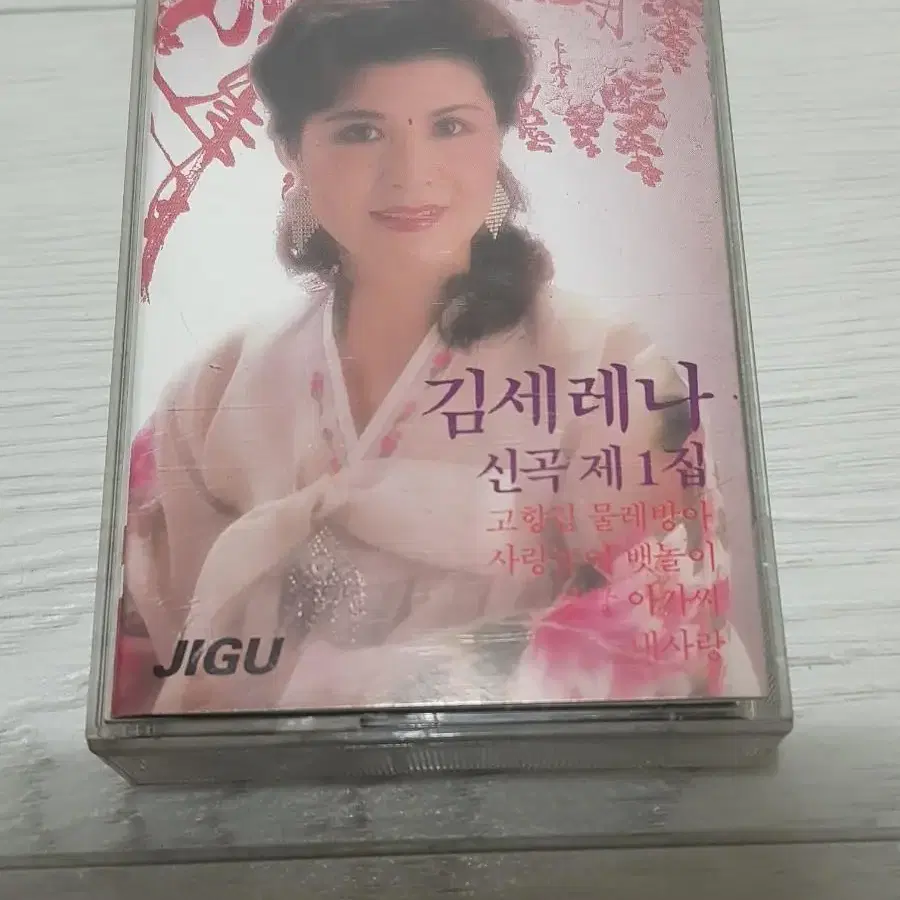 김세레나
신곡 제1집
고향집 물레방아
뱃놀이
아가씨
내사랑
JIGU